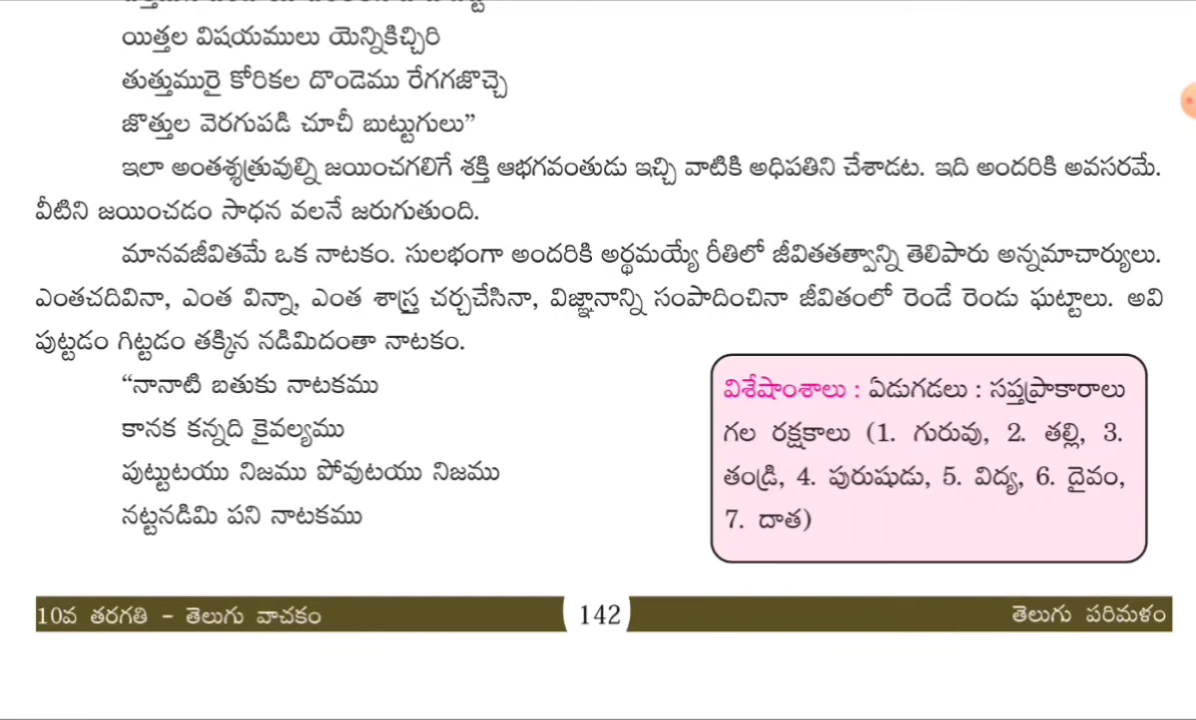 యిత్తల విషయములు యెన్నికిచ్చిరి
తుత్తుమురై కోరికల దొండెము రేగగజొచ్చె
జొత్తుల వెరగుపడి చూచీ బుట్టుగులు”
ఇలా అంతశ్శత్రువుల్ని జయించగలిగే శక్తి ఆభగవంతుడు ఇచ్చి వాటికి అధిపతిని చేశాడట. ఇది అందరికి అవసరమే.
వీటిని జయించడం సాధన వలనే జరుగుతుంది.
మానవజీవితమే ఒక నాటకం. సులభంగా అందరికి అర్థమయ్యే రీతిలో జీవితతత్వాన్ని తెలిపారు అన్నమాచార్యులు.
ఎంతచదివినా, ఎంత విన్నా, ఎంత శాస్త్ర చర్చచేసినా, విజ్ఞానాన్ని సంపాదించినా జీవితంలో రెండే రెండు ఘట్టాలు. అవి
పుట్టడం గిట్టడం తక్కిన నడిమిదంతా నాటకం.
“నానాటి బతుకు నాటకము
కానక కన్నది కైవల్యము
పుట్టుటయు నిజము పోవుటయు నిజము
నట్టనడిమి పని నాటకము
విశేషాంశాలు : ఏడుగడలు : సప్తప్రాకారాలు
గల రక్షకాలు (1. గురువు, 2. తల్లి, 3.
తండ్రి, 4. పురుషుడు, 5. విద్య, 6. దైవం,
7. దాత)
10వ తరగతి - తెలుగు వాచకం
142
తెలుగు పరిమళం